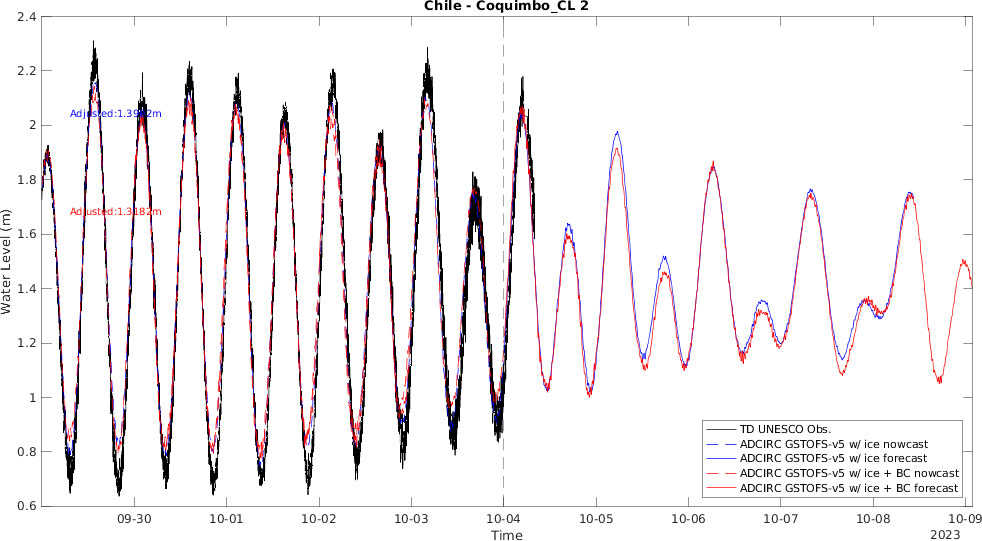 Chile - Coquimbo_CL 2
2.4
2.2
2
1.8
1.6
1.4
1.2
1
0.8
0.6
Water Level (m)
Adjusted:1.3182m
TD UNESCO Obs.
ADCIRC GSTOFS-v5 w/ ice nowcast
ADCIRC GSTOFS-v5 w/ ice forecast
ADCIRC GSTOFS-v5 w/ ice + BC nowcast
ADCIRC GSTOFS-v5 w/ ice + BC forecast
09-30
10-01
10-02
10-03
10-04
10-05
10-06
10-07
10-08
10-09
Time
2023